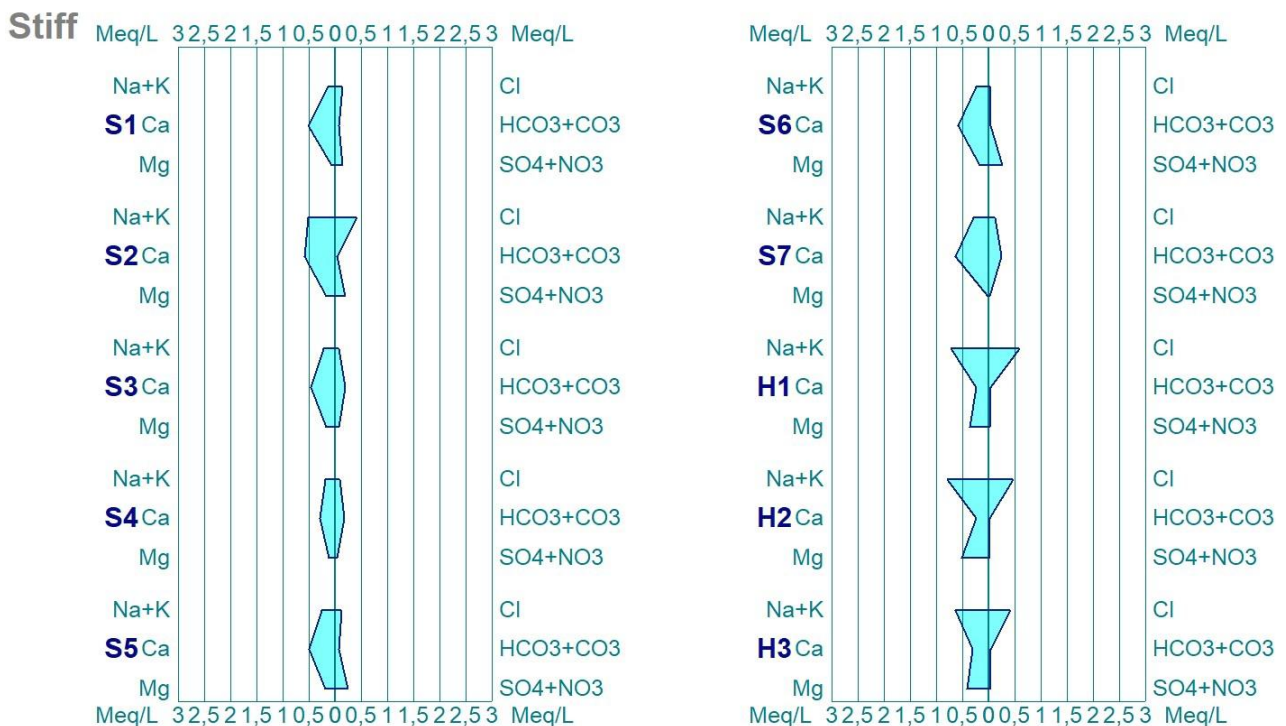 Stiff
Meq/L 3 2,5 2 1,5 1 0,5 0 0,5 1 1,5 2 2,5 3 Meq/L
Na+K Cl
S1 Ca HCO3+CO3
Mg SO4+NO3
Na+K Cl
S2 Ca HCO3+CO3
Mg SO4+NO3
Na+K Cl
S3 Ca HCO3+CO3
Mg SO4+NO3
Na+K Cl
S4 Ca HCO3+CO3
Mg SO4+NO3
Na+K Cl
S5 Ca HCO3+CO3
Mg SO4+NO3
Meq/L 3 2,5 2 1,5 1 0,5 0 0,5 1 1,5 2 2,5 3 Meq/L
Meq/L 3 2,5 2 1,5 1 0,5 0 0,5 1 1,5 2 2,5 3 Meq/L
Na+K Cl
S6 Ca HCO3+CO3
Mg SO4+NO3
Na+K Cl
S7 Ca HCO3+CO3
Mg SO4+NO3
Na+K Cl
H1 Ca HCO3+CO3
Mg SO4+NO3
Na+K Cl
H2 Ca HCO3+CO3
Mg SO4+NO3
Na+K Cl
H3 Ca HCO3+CO3
Mg SO4+NO3
Meq/L 3 2,5 2 1,5 1 0,5 0 0,5 1 1,5 2 2,5 3 Meq/L